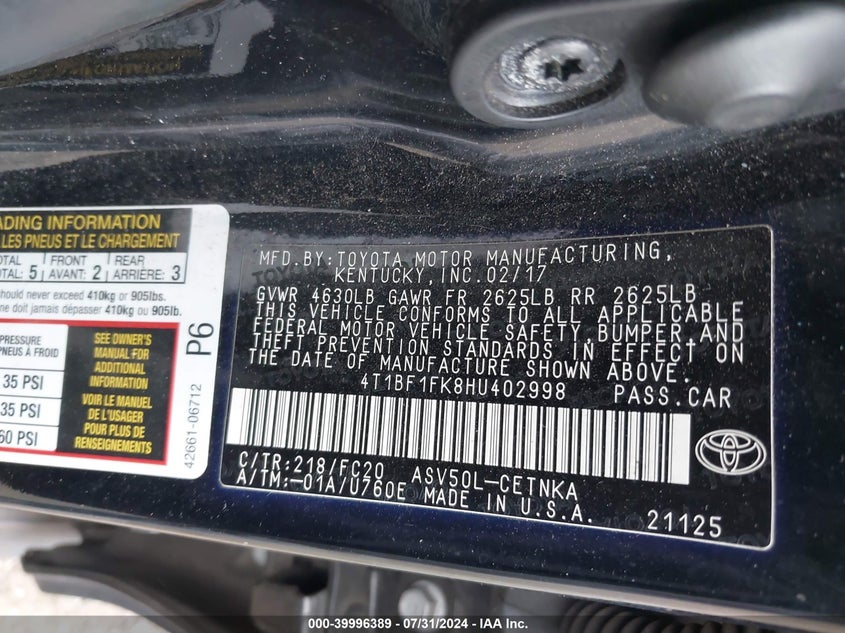 ADING INFORMATION
LES PNEUS ET LE CHARGEMENT
TOTAL FRONT REAR
TOTAL: 5 AVANT: 2 ARRIÈRE: 3
hould never exceed 410kg or 905lbs.
ne doit jamais dépasser 410kg ou 905lb.
PRESSURE
PNEUS À FROID
35 PSI
35 PSI
60 PSI
SEE OWNER'S
MANUAL FOR
ADDITIONAL
INFORMATION
VOIR LE MANUEL
DE L'USAGER
POUR PLUS DE
RENSEIGNEMENTS
P6
42661-06712
MFD.BY:TOYOTA MOTOR MANUFACTURING,
KENTUCKY,INC.02/17
GVWR 4630LB GAWR FR 2625LB RR 2625LB
THIS VEHICLE CONFORMS TO ALL APPLICABLE
FEDERAL MOTOR VEHICLE SAFETY,BUMPER,AND
THEFT PREVENTION STANDARDS IN EFFECT ON
THE DATE OF MANUFACTURE SHOWN ABOVE.
4T1BF1FK8HU402998 PASS.CAR
C/TR:218/FC20 ASV50L-CETNKA
A/TM:-01A/U760E MADE IN U.S.A. 21125
000-39996389 - 07/31/2024 - IAA Inc.